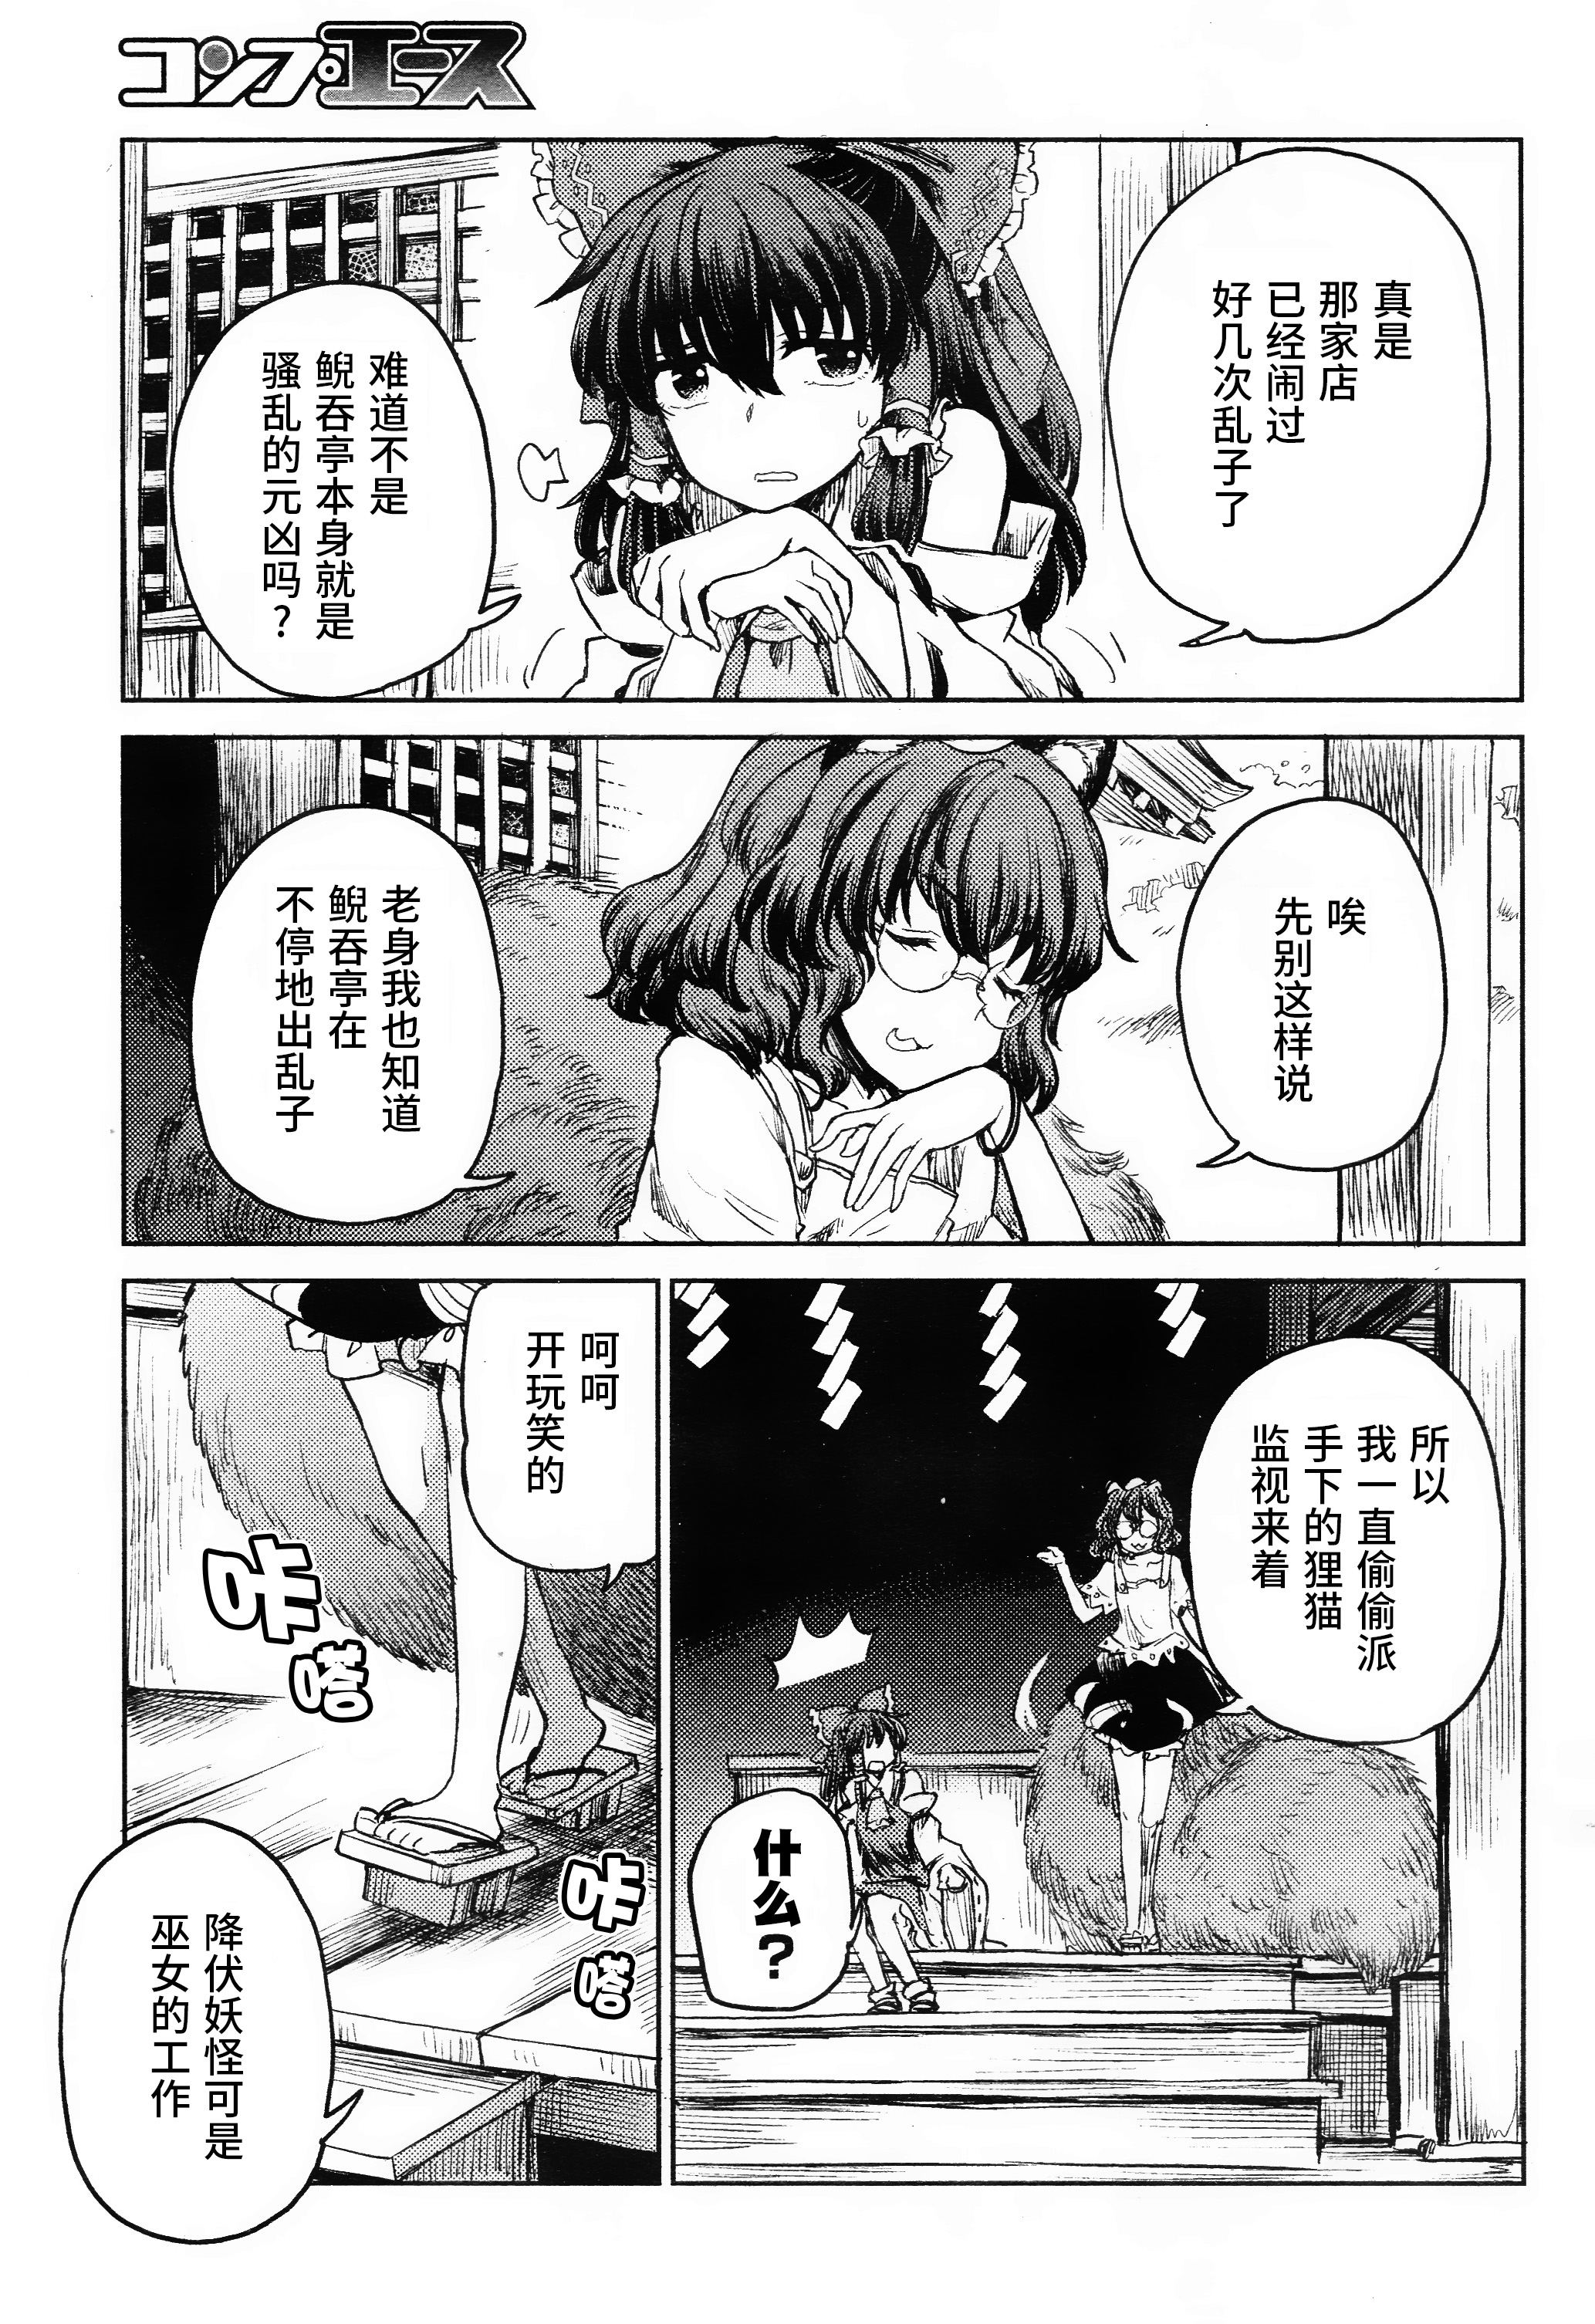 コンプエース
真是
那家店
已经闹过
好几次乱子了
难道不是
鲵吞亭本身就是
骚乱的元凶吗？
唉
先别这样说
老身我也知道
鲵吞亭在
不停地出乱子
所以
我一直偷偷派
手下的狸猫
监视来着
什么？
呵呵
开玩笑的
咔
嗒
咔
嗒
降伏妖怪可是
巫女的工作